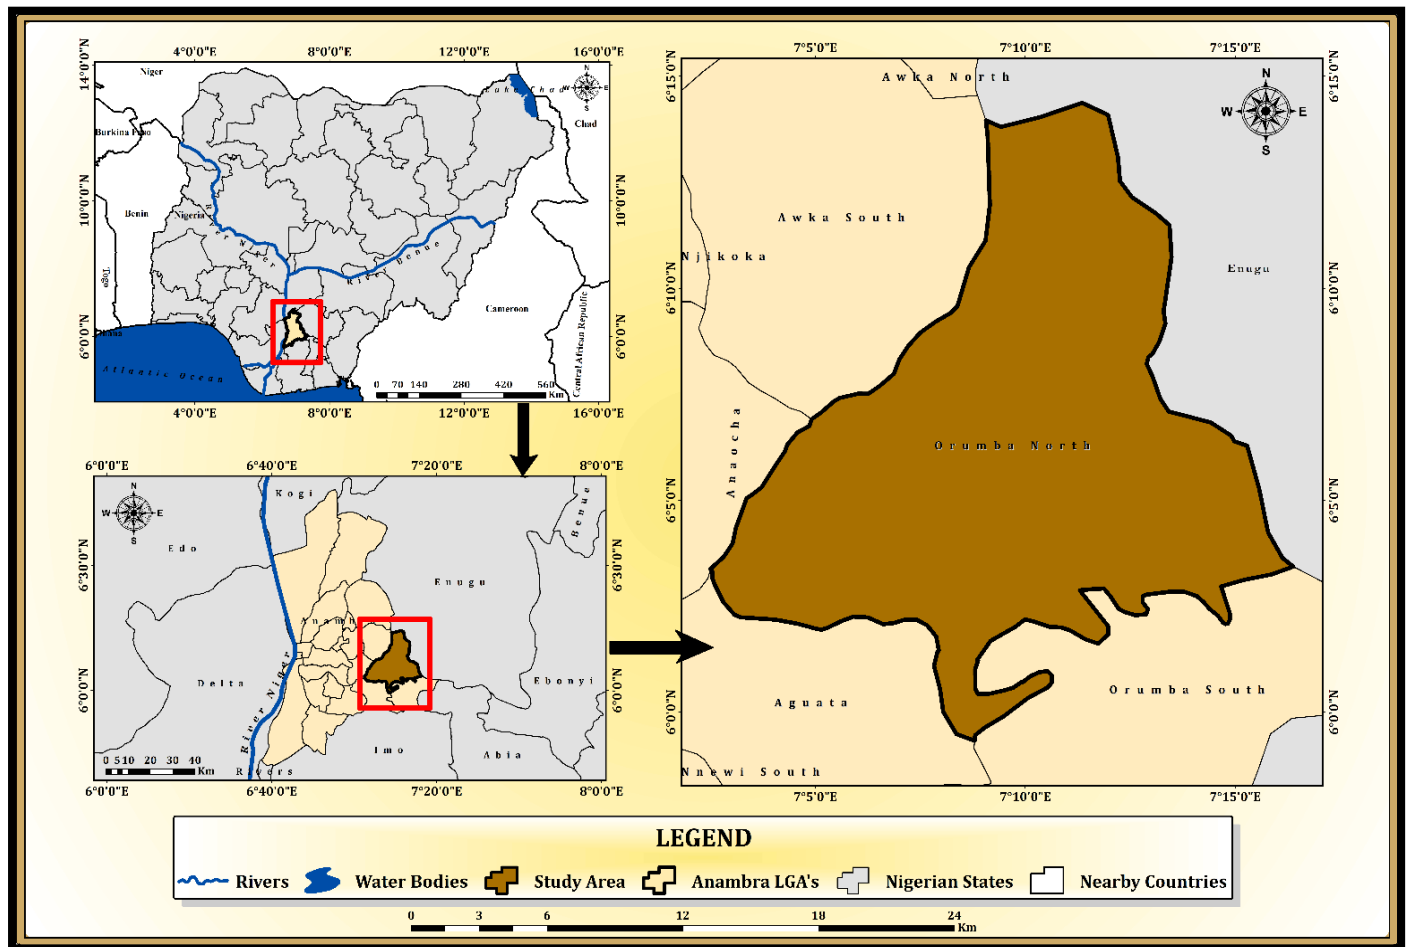 4°0'0"E 8°0'0"E 12°0'0"E 16°0'0"E
14°0'0"N
10°0'0"N
6°0'0"N
Niger
Lake Chad
N
W E
S
Chad
Burkina Faso
Benin
Nigeria
River Niger
River Benue
Togo
Cameroon
Central African Republic
Ghana
Atlantic Ocean
0 70 140 280 420 560
Km
10°0'0"N
6°0'0"N
4°0'0"E 8°0'0"E 12°0'0"E 16°0'0"E
6°0'0"E 6°40'0"E 7°20'0"E 8°0'0"E
6°30'0"N
6°0'0"N
N
W E
S
Kogi
Benue
Edo
Enugu
Anambra
Delta
River Niger
Ebonyi
Imo
Abia
Rivers
0 5 10 20 30 40
Km
6°30'0"N
6°0'0"N
6°0'0"E 6°40'0"E 7°20'0"E 8°0'0"E
7°5'0"E 7°10'0"E 7°15'0"E
6°15'0"N
6°10'0"N
6°5'0"N
6°0'0"N
Awka North
N
W E
S
Awka South
Njikoka
Enugu
Anaocha
Orumba North
Orumba South
Aguata
Nnewi South
6°15'0"N
6°10'0"N
6°5'0"N
6°0'0"N
7°5'0"E 7°10'0"E 7°15'0"E
LEGEND
Rivers Water Bodies Study Area Anambra LGA's Nigerian States Nearby Countries
0 3 6 12 18 24
Km